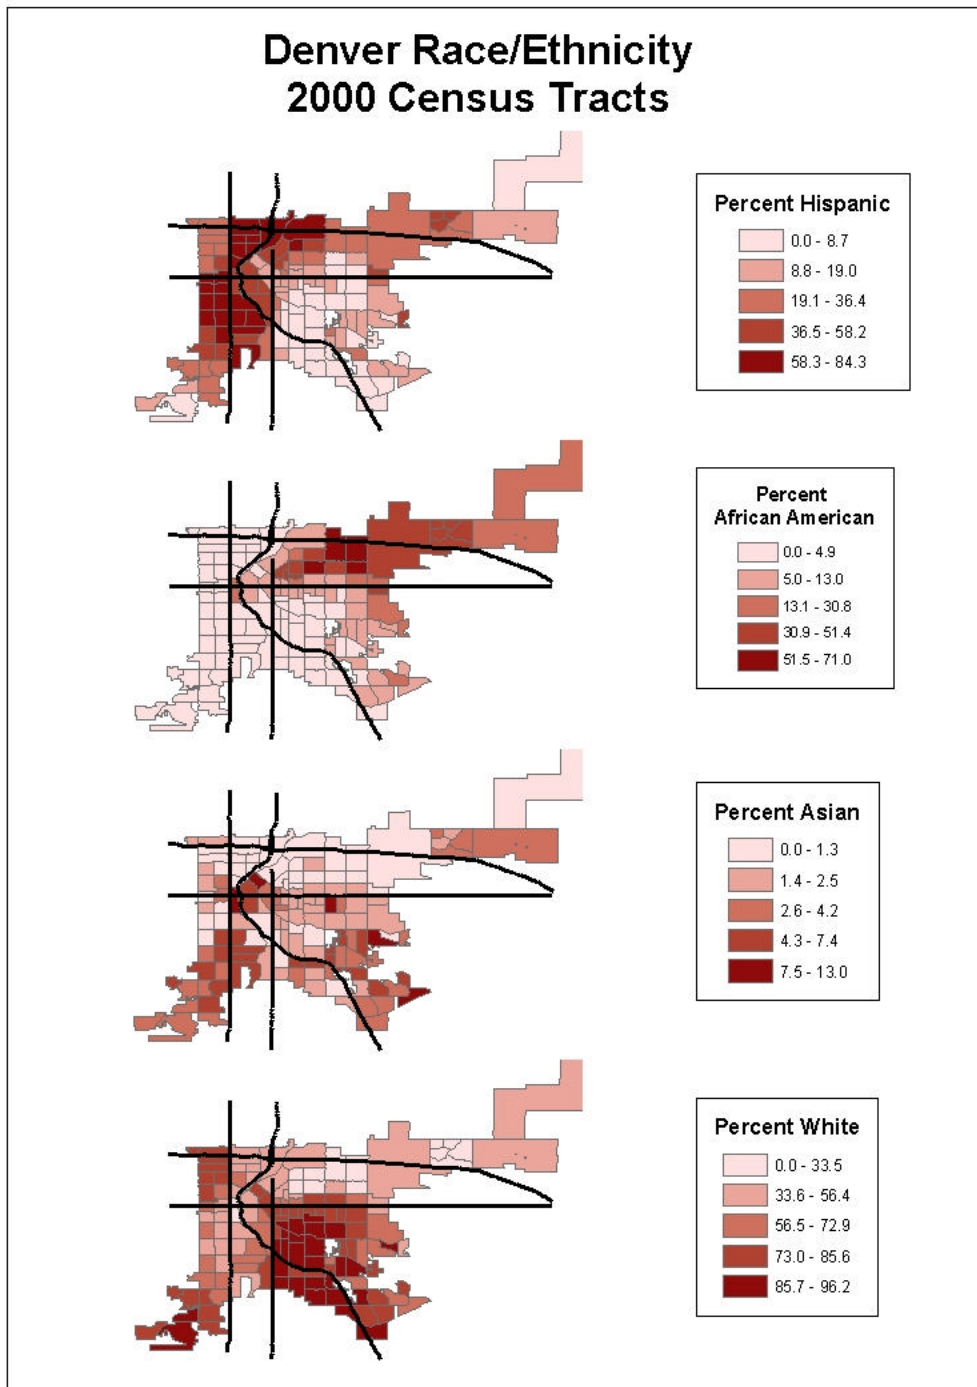 Denver Race/Ethnicity
2000 Census Tracts
Percent Hispanic
0.0 - 8.7
8.8 - 19.0
19.1 - 36.4
36.5 - 58.2
58.3 - 84.3
Percent
African American
0.0 - 4.9
5.0 - 13.0
13.1 - 30.8
30.9 - 51.4
51.5 - 71.0
Percent Asian
0.0 - 1.3
1.4 - 2.5
2.6 - 4.2
4.3 - 7.4
7.5 - 13.0
Percent White
0.0 - 33.5
33.6 - 56.4
56.5 - 72.9
73.0 - 85.6
85.7 - 96.2